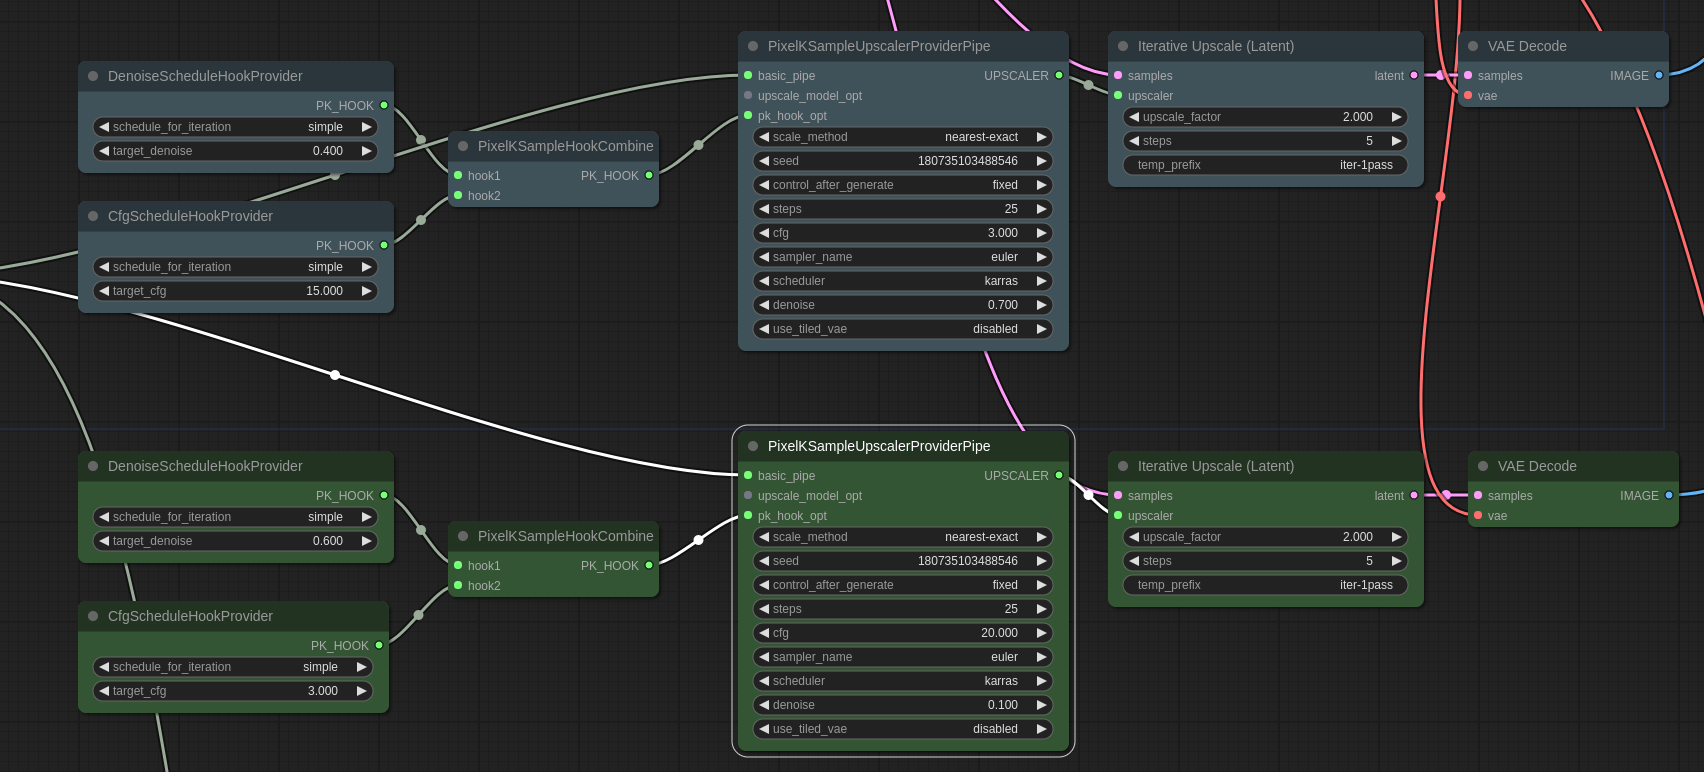 DenoiseScheduleHookProvider
PK_HOOK
schedule_for_iteration simple
target_denoise 0.400
CfgScheduleHookProvider
PK_HOOK
schedule_for_iteration simple
target_cfg 15.000
PixelKSampleHookCombine
hook1 PK_HOOK
hook2
PixelKSampleUpscalerProviderPipe
basic_pipe UPSCALER
upscale_model_opt
pk_hook_opt
scale_method nearest-exact
seed 180735103488546
control_after_generate fixed
steps 25
cfg 3.000
sampler_name euler
scheduler karras
denoise 0.700
use_tiled_vae disabled
Iterative Upscale (Latent)
samples latent
upscaler
upscale_factor 2.000
steps 5
temp_prefix iter-1pass
VAE Decode
samples IMAGE
vae
DenoiseScheduleHookProvider
PK_HOOK
schedule_for_iteration simple
target_denoise 0.600
CfgScheduleHookProvider
PK_HOOK
schedule_for_iteration simple
target_cfg 3.000
PixelKSampleHookCombine
hook1 PK_HOOK
hook2
PixelKSampleUpscalerProviderPipe
basic_pipe UPSCALER
upscale_model_opt
pk_hook_opt
scale_method nearest-exact
seed 180735103488546
control_after_generate fixed
steps 25
cfg 20.000
sampler_name euler
scheduler karras
denoise 0.100
use_tiled_vae disabled
Iterative Upscale (Latent)
samples latent
upscaler
upscale_factor 2.000
steps 5
temp_prefix iter-1pass
VAE Decode
samples IMAGE
vae